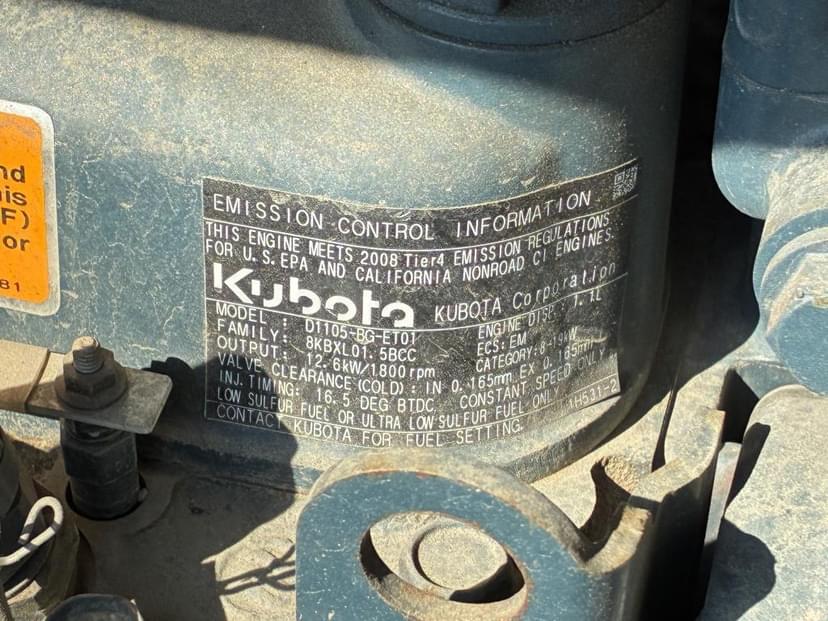 nd
his
F)
or
81
EMISSION CONTROL INFORMATION
THIS ENGINE MEETS 2008 Tier4 EMISSION REGULATIONS
FOR U.S. EPA AND CALIFORNIA NONROAD CI ENGINES.
Kubota KUBOTA Corporation
MODEL: D1105-BG-ET01 ENGINE DISP.: 1.1L
FAMILY: 8KBXL01.5BCC ECS: EM
OUTPUT: 12.6kW/1800rpm CATEGORY: 8-19kW
VALVE CLEARANCE(COLD): IN 0.165mm EX 0.165mm
INJ. TIMING: 16.5 DEG BTDC. CONSTANT SPEED ONLY
LOW SULFUR FUEL OR ULTRA LOW SULFUR FUEL ONLY
CONTACT KUBOTA FOR FUEL SETTING.